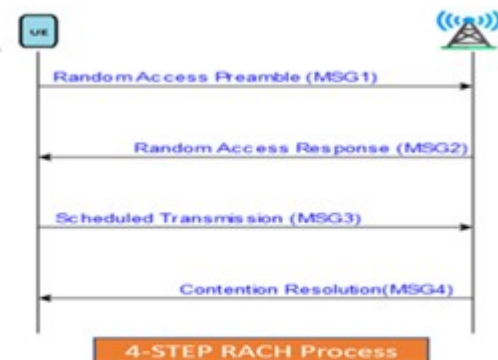 UE
Random Access Preamble (MSG1)
Random Access Response (MSG2)
Scheduled Transmission (MSG3)
Contention Resolution(MSG4)
4-STEP RACH Process